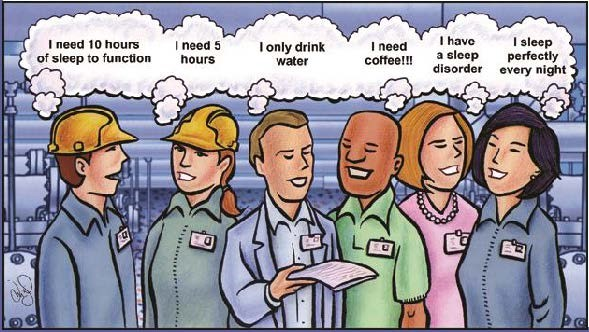 I need 10 hours
of sleep to function
I need 5
hours
I only drink
water
I need
coffee!!!
I have
a sleep
disorder
I sleep
perfectly
every night